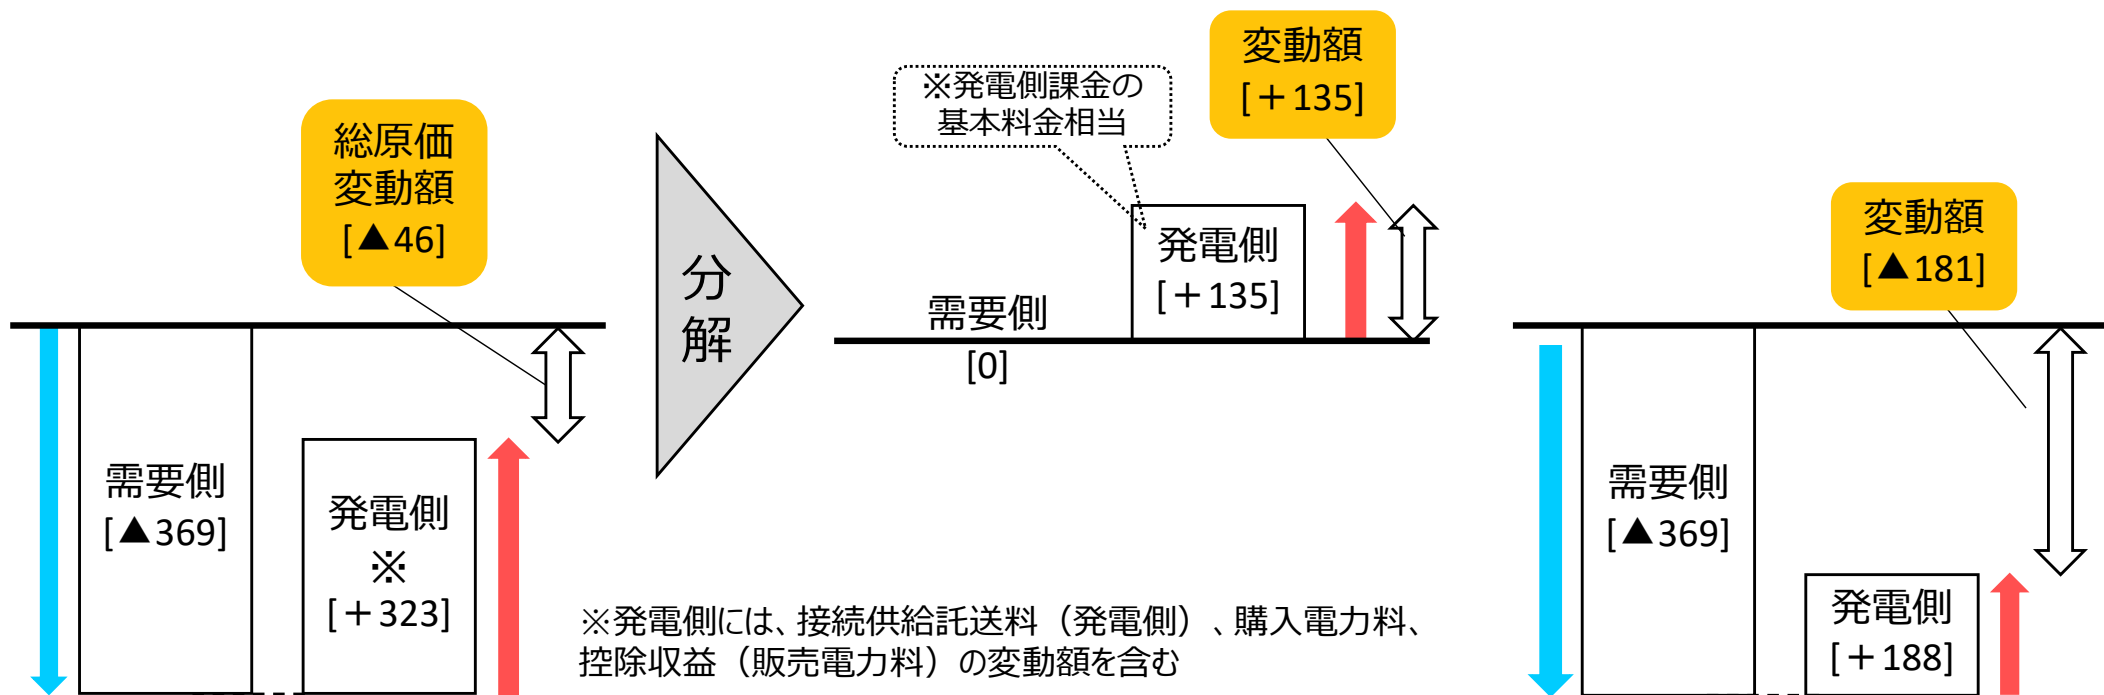 総原価
変動額
[▲46]
需要側
[▲369]
発電側
※
[＋323]
分
解
※発電側課金の
基本料金相当
変動額
[＋135]
発電側
[＋135]
需要側
[0]
変動額
[▲181]
需要側
[▲369]
発電側
[＋188]
※発電側には、接続供給託送料（発電側）、購入電力料、
控除収益（販売電力料）の変動額を含む